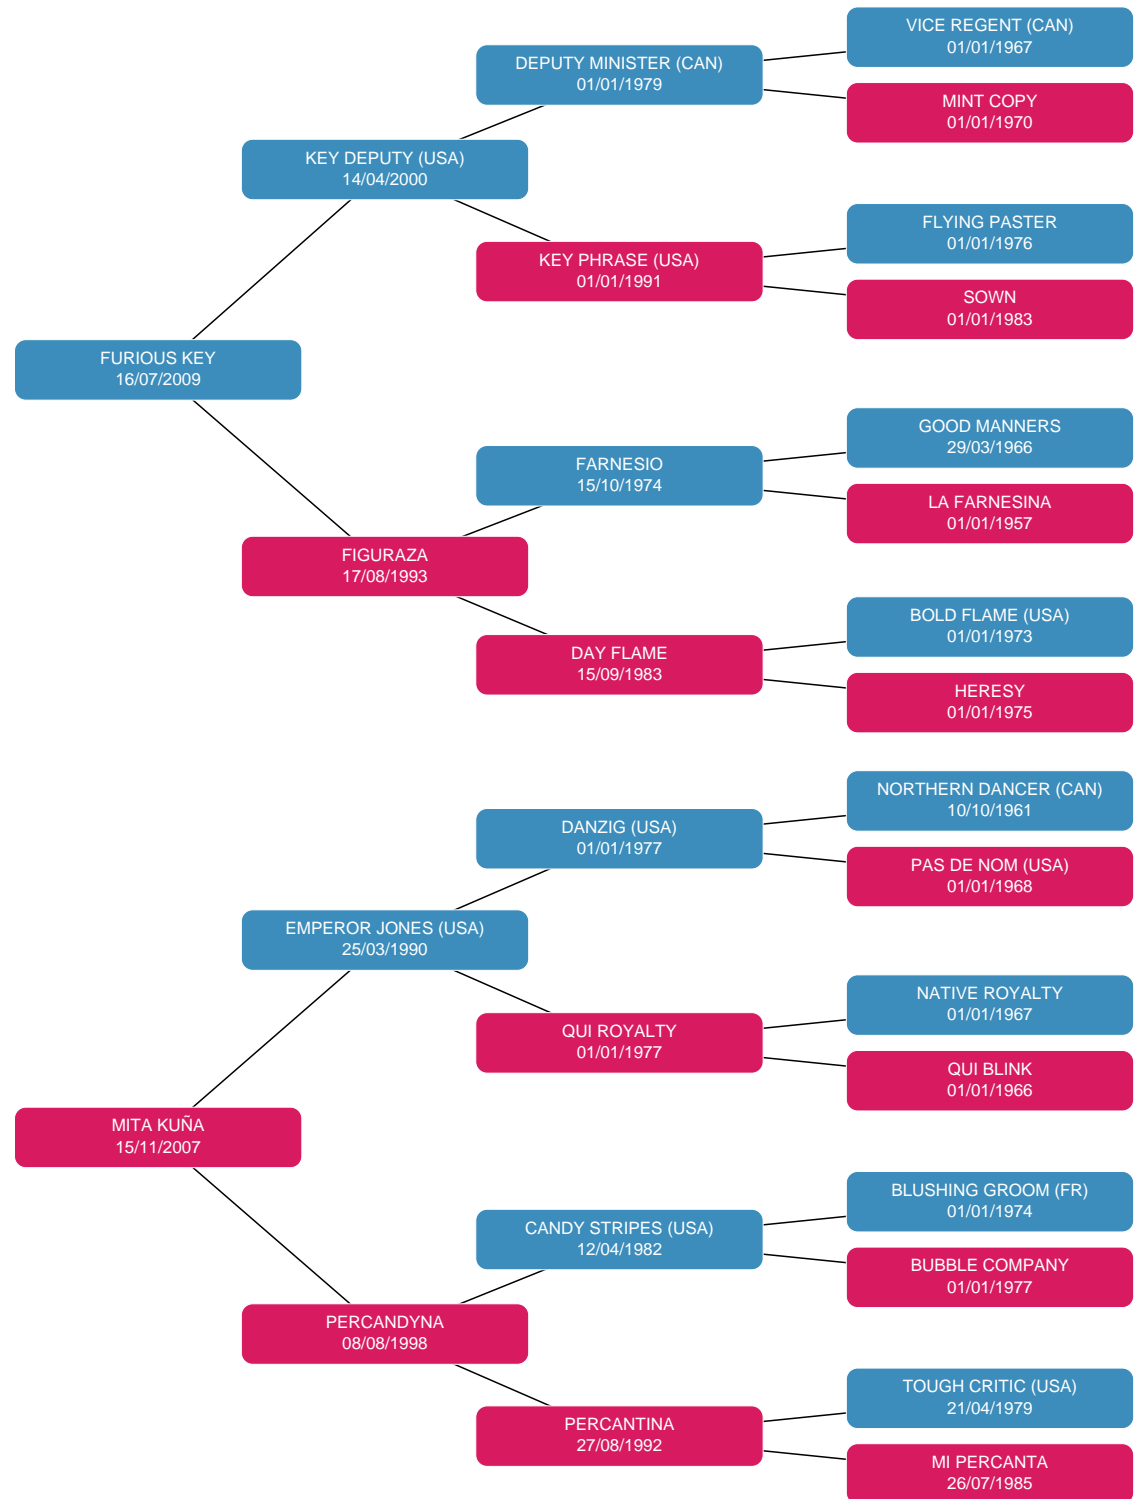 VICE REGENT (CAN)
01/01/1967
DEPUTY MINISTER (CAN)
01/01/1979
MINT COPY
01/01/1970
KEY DEPUTY (USA)
14/04/2000
FLYING PASTER
01/01/1976
KEY PHRASE (USA)
01/01/1991
SOWN
01/01/1983
FURIOUS KEY
16/07/2009
GOOD MANNERS
29/03/1966
FARNESIO
15/10/1974
LA FARNESINA
01/01/1957
FIGURAZA
17/08/1993
BOLD FLAME (USA)
01/01/1973
DAY FLAME
15/09/1983
HERESY
01/01/1975
NORTHERN DANCER (CAN)
10/10/1961
DANZIG (USA)
01/01/1977
PAS DE NOM (USA)
01/01/1968
EMPEROR JONES (USA)
25/03/1990
NATIVE ROYALTY
01/01/1967
QUI ROYALTY
01/01/1977
QUI BLINK
01/01/1966
MITA KUÑA
15/11/2007
BLUSHING GROOM (FR)
01/01/1974
CANDY STRIPES (USA)
12/04/1982
BUBBLE COMPANY
01/01/1977
PERCANDYNA
08/08/1998
TOUGH CRITIC (USA)
21/04/1979
PERCANTINA
27/08/1992
MI PERCANTA
26/07/1985